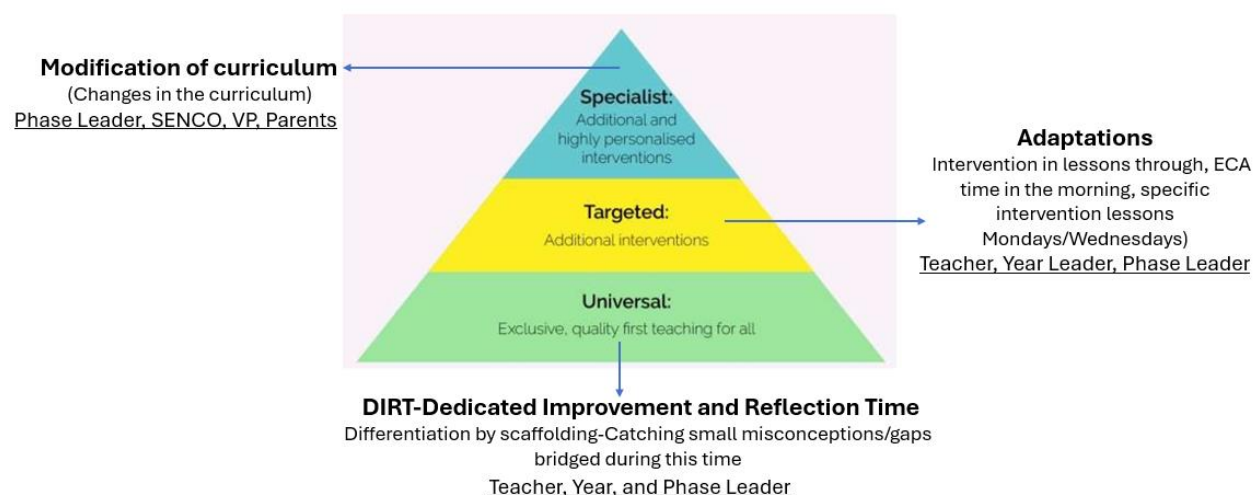 Modification of curriculum
(Changes in the curriculum)
Phase Leader, SENCO, VP, Parents
Specialist:
Additional and
highly personalised
interventions
Adaptations
Intervention in lessons through, ECA
time in the morning, specific
intervention lessons
Mondays/Wednesdays)
Teacher, Year Leader, Phase Leader
Targeted:
Additional interventions
Universal:
Exclusive, quality first teaching for all
DIRT-Dedicated Improvement and Reflection Time
Differentiation by scaffolding-Catching small misconceptions/gaps
bridged during this time
Teacher, Year, and Phase Leader